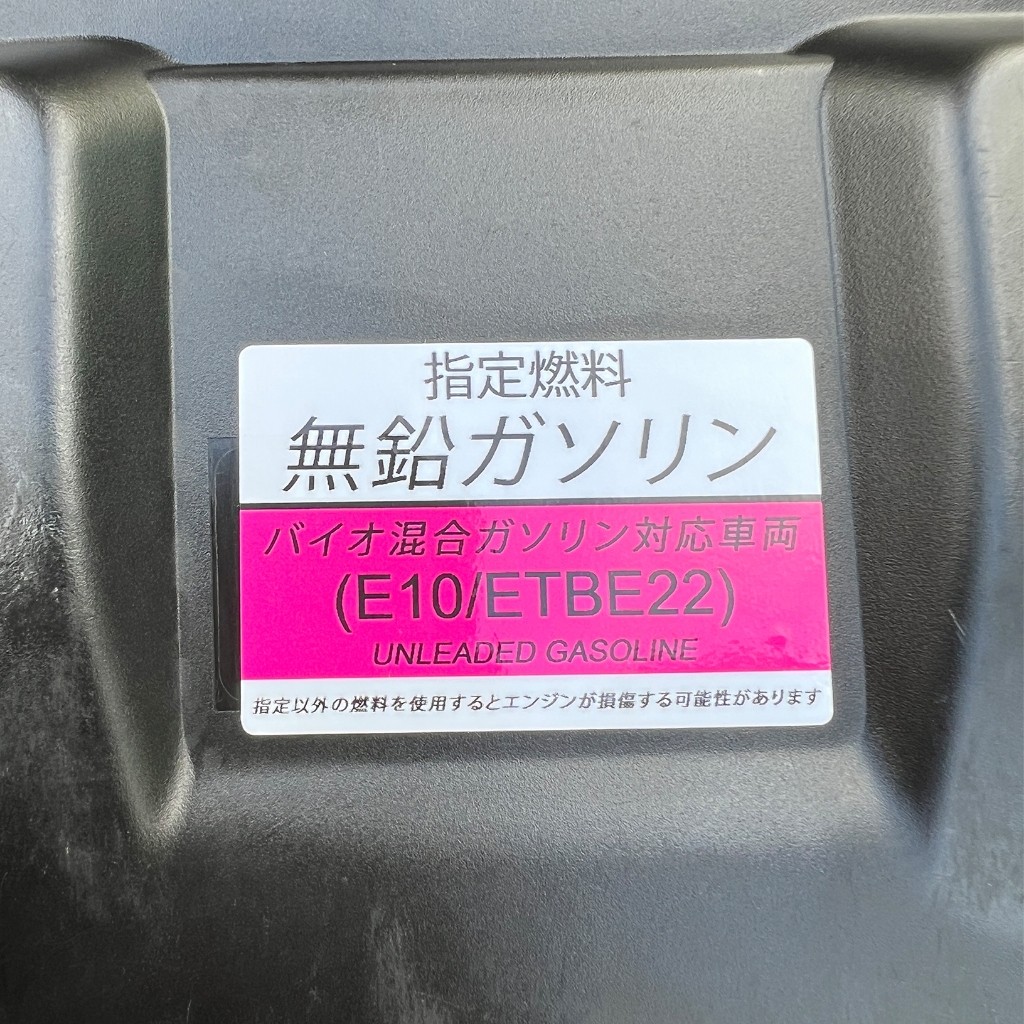 指定燃料
無鉛ガソリン
バイオ混合ガソリン対応車両
(E10/ETBE22)
UNLEADED GASOLINE
指定以外の燃料を使用するとエンジンが損傷する可能性があります